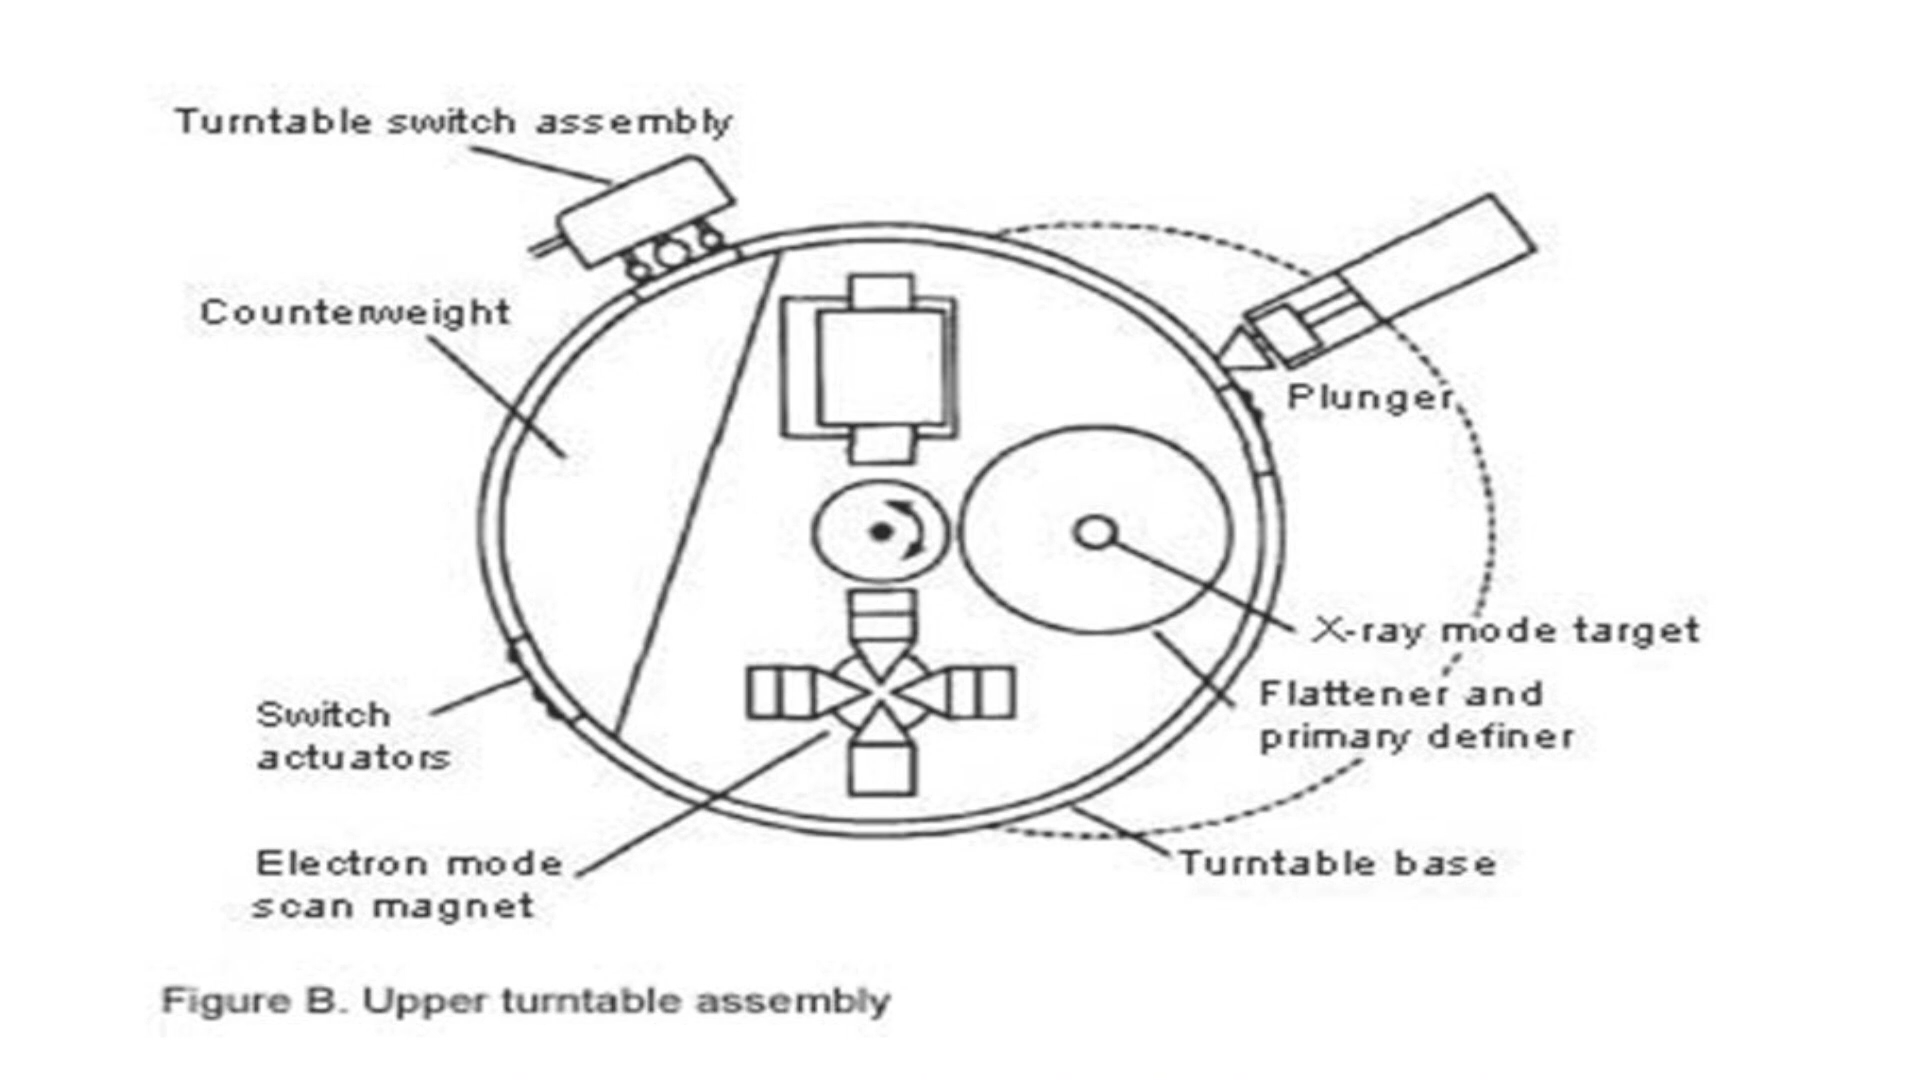 Turntable switch assembly
Counterweight
Plunger
X-ray mode target
Flattener and
primary definer
Switch
actuators
Electron mode
scan magnet
Turntable base
Figure B. Upper turntable assembly